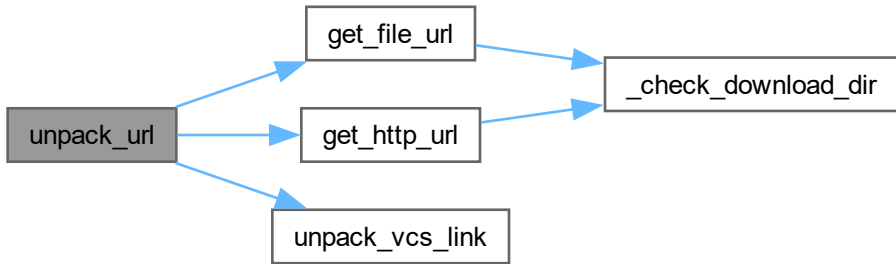 get_file_url
_check_download_dir
unpack_url
get_http_url
unpack_vcs_link